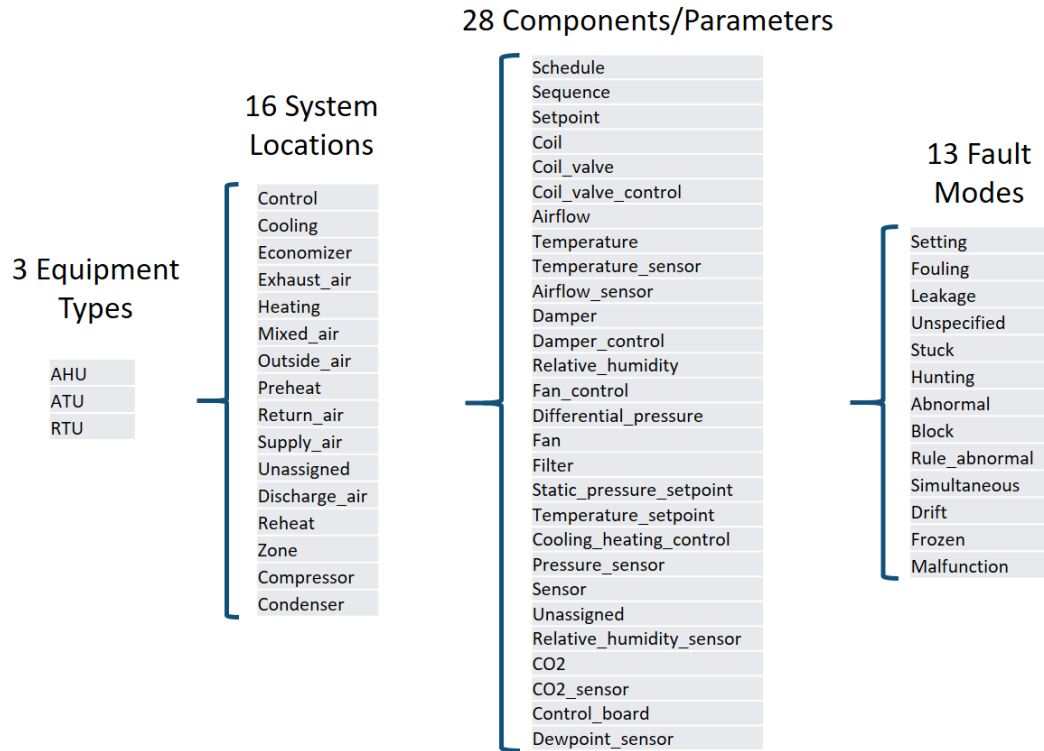 3 Equipment
Types
AHU
ATU
RTU
16 System
Locations
Control
Cooling
Economizer
Exhaust_air
Heating
Mixed_air
Outside_air
Preheat
Return_air
Supply_air
Unassigned
Discharge_air
Reheat
Zone
Compressor
Condenser
28 Components/Parameters
Schedule
Sequence
Setpoint
Coil
Coil_valve
Coil_valve_control
Airflow
Temperature
Temperature_sensor
Airflow_sensor
Damper
Damper_control
Relative_humidity
Fan_control
Differential_pressure
Fan
Filter
Static_pressure_setpoint
Temperature_setpoint
Cooling_heating_control
Pressure_sensor
Sensor
Unassigned
Relative_humidity_sensor
CO2
CO2_sensor
Control_board
Dewpoint_sensor
13 Fault
Modes
Setting
Fouling
Leakage
Unspecified
Stuck
Hunting
Abnormal
Block
Rule_abnormal
Simultaneous
Drift
Frozen
Malfunction